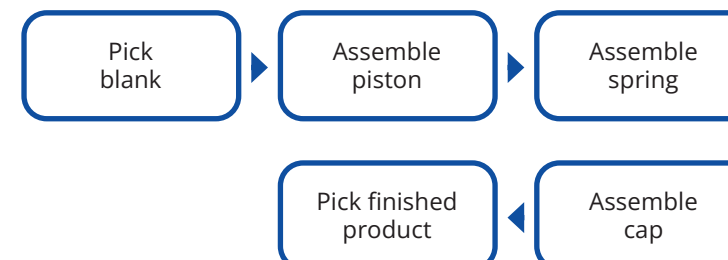 Pick
blank
Assemble
piston
Assemble
spring
Assemble
cap
Pick finished
product